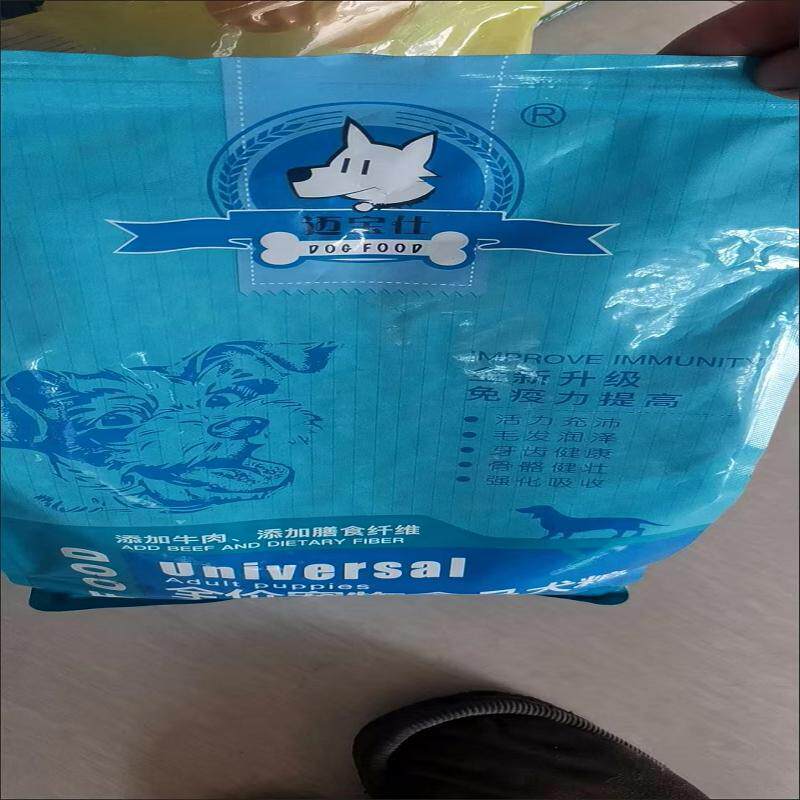 ®
迈宝仕
DOG FOOD
IMPROVE IMMUNITY
全新升级
免疫力提高
• 活力充沛
• 毛发润泽
• 牙齿健康
• 骨骼健壮
• 强化吸收
添加牛肉、添加膳食纤维
ADD BEEF AND DIETARY FIBER
FOOD
universal
Adult puppies